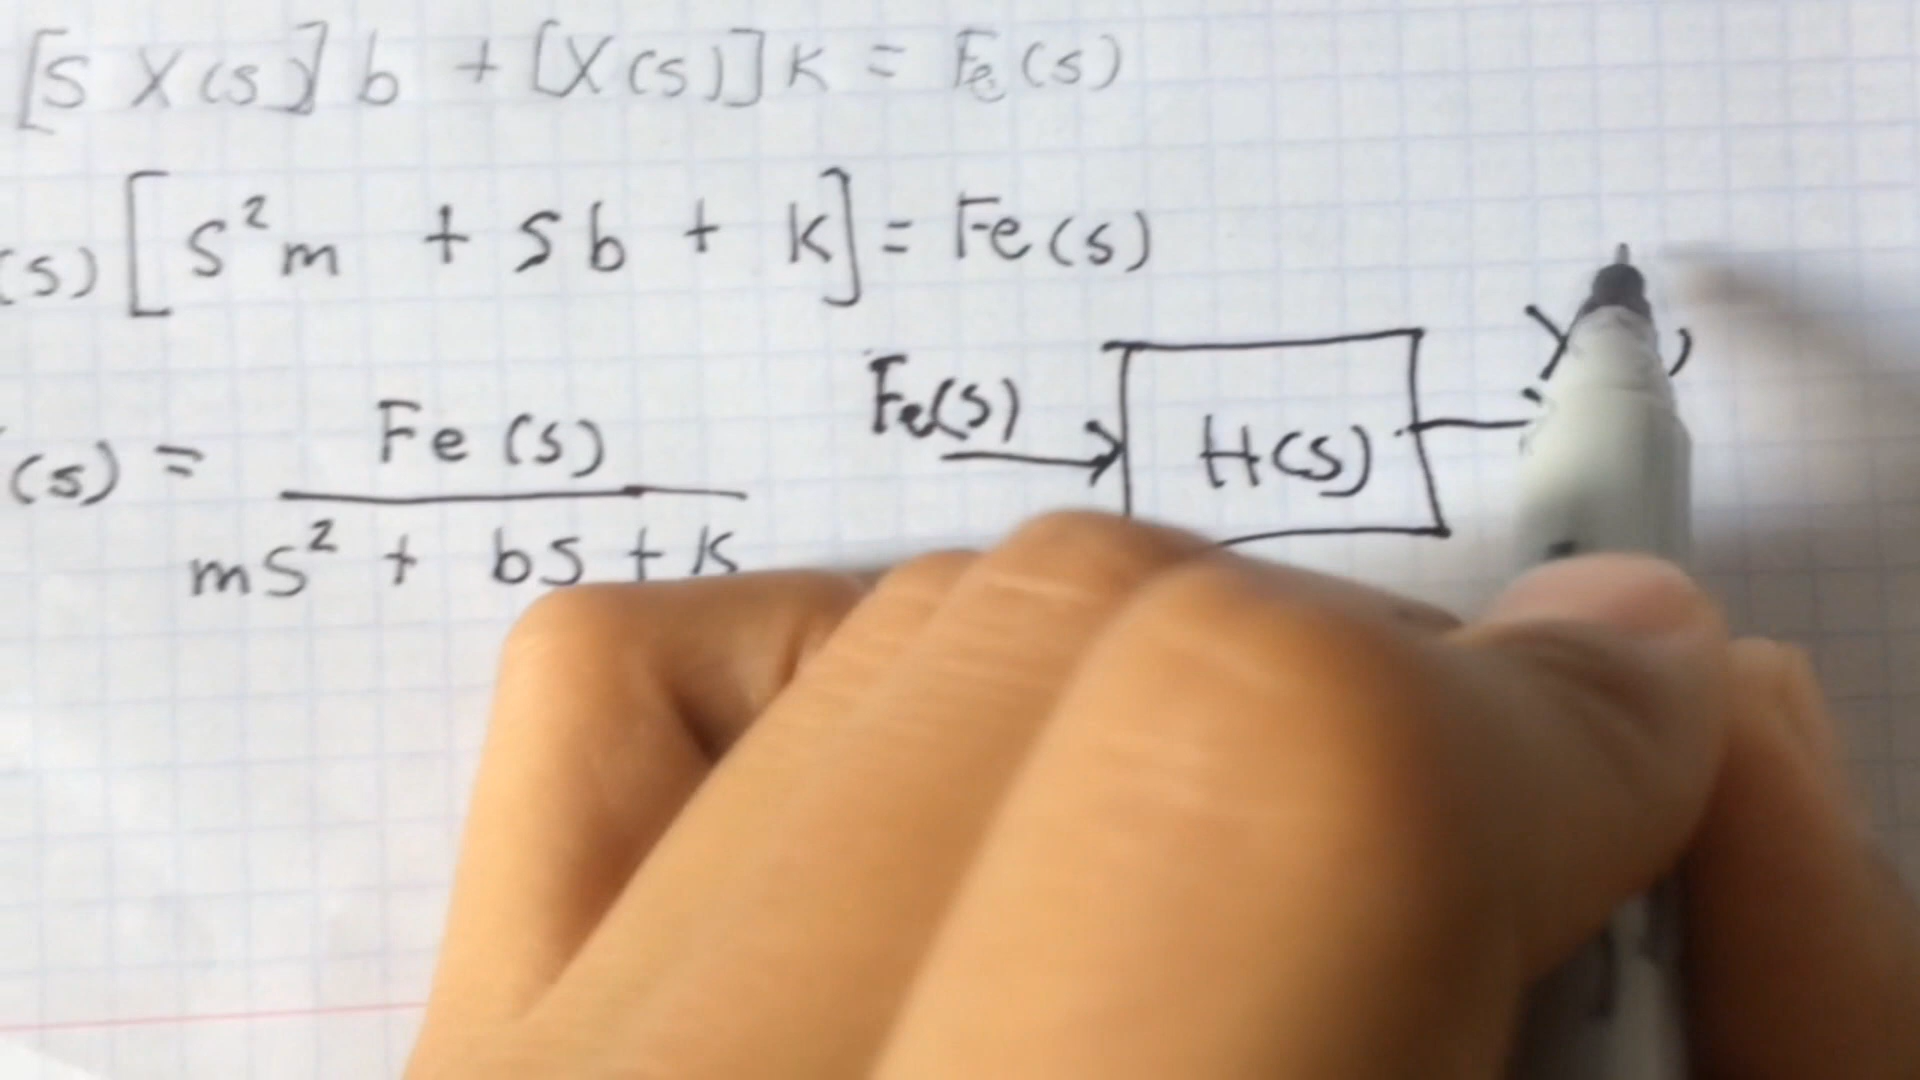 [S X(s)] b + [X(s)] K = Fe(s)
(s) [S²m + Sb + K] = Fe(s)
(s) = Fe(s)
mS² + bS + K
Fe(s)
H(s)